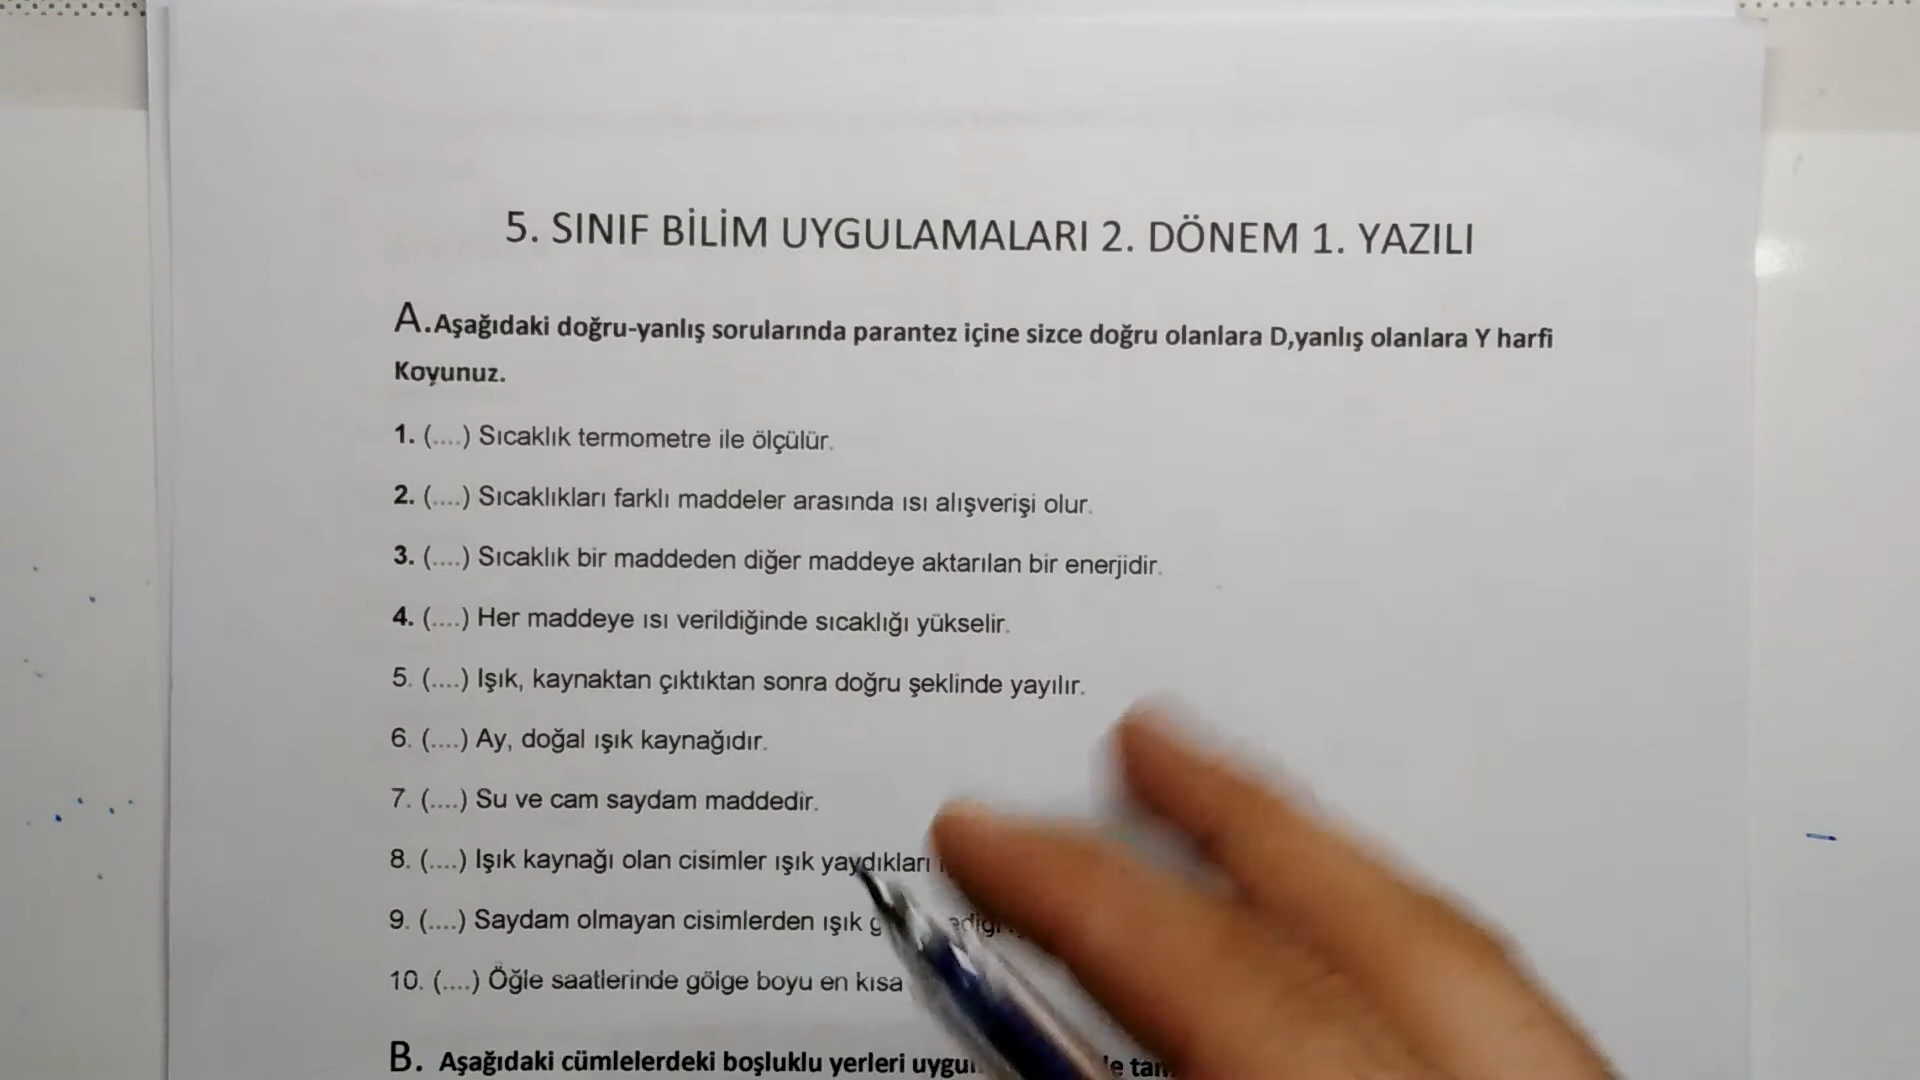 5. SINIF BİLİM UYGULAMALARI 2. DÖNEM 1. YAZILI
A.Aşağıdaki doğru-yanlış sorularında parantez içine sizce doğru olanlara D,yanlış olanlara Y harfi
Koyunuz.
1. (....) Sıcaklık termometre ile ölçülür.
2. (....) Sıcaklıkları farklı maddeler arasında ısı alışverişi olur.
3. (....) Sıcaklık bir maddeden diğer maddeye aktarılan bir enerjidir.
4. (....) Her maddeye ısı verildiğinde sıcaklığı yükselir.
5. (....) Işık, kaynaktan çıktıktan sonra doğru şeklinde yayılır.
6. (....) Ay, doğal ışık kaynağıdır.
7. (....) Su ve cam saydam maddedir.
8. (....) Işık kaynağı olan cisimler ışık yaydıkları
9. (....) Saydam olmayan cisimlerden ışık
10. (....) Öğle saatlerinde gölge boyu en kısa
B. Aşağıdaki cümlelerdeki boşluklu yerleri